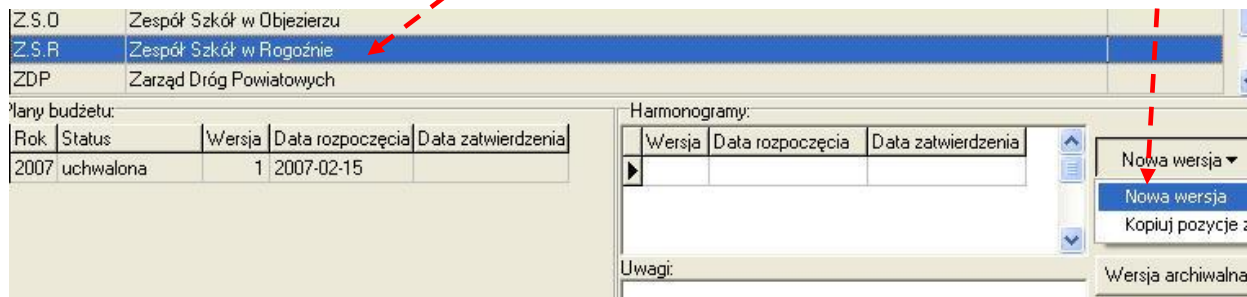 Z.S.O Zespół Szkół w Objezierzu
Z.S.R Zespół Szkół w Rogoźnie
ZDP Zarząd Dróg Powiatowych
Plany budżetu:
Rok Status Wersja Data rozpoczęcia Data zatwierdzenia
2007 uchwalona 1 2007-02-15
Harmonogramy:
Wersja Data rozpoczęcia Data zatwierdzenia
Uwagi:
Nowa wersja
Nowa wersja
Kopiuj pozycje z
Wersja archiwalna